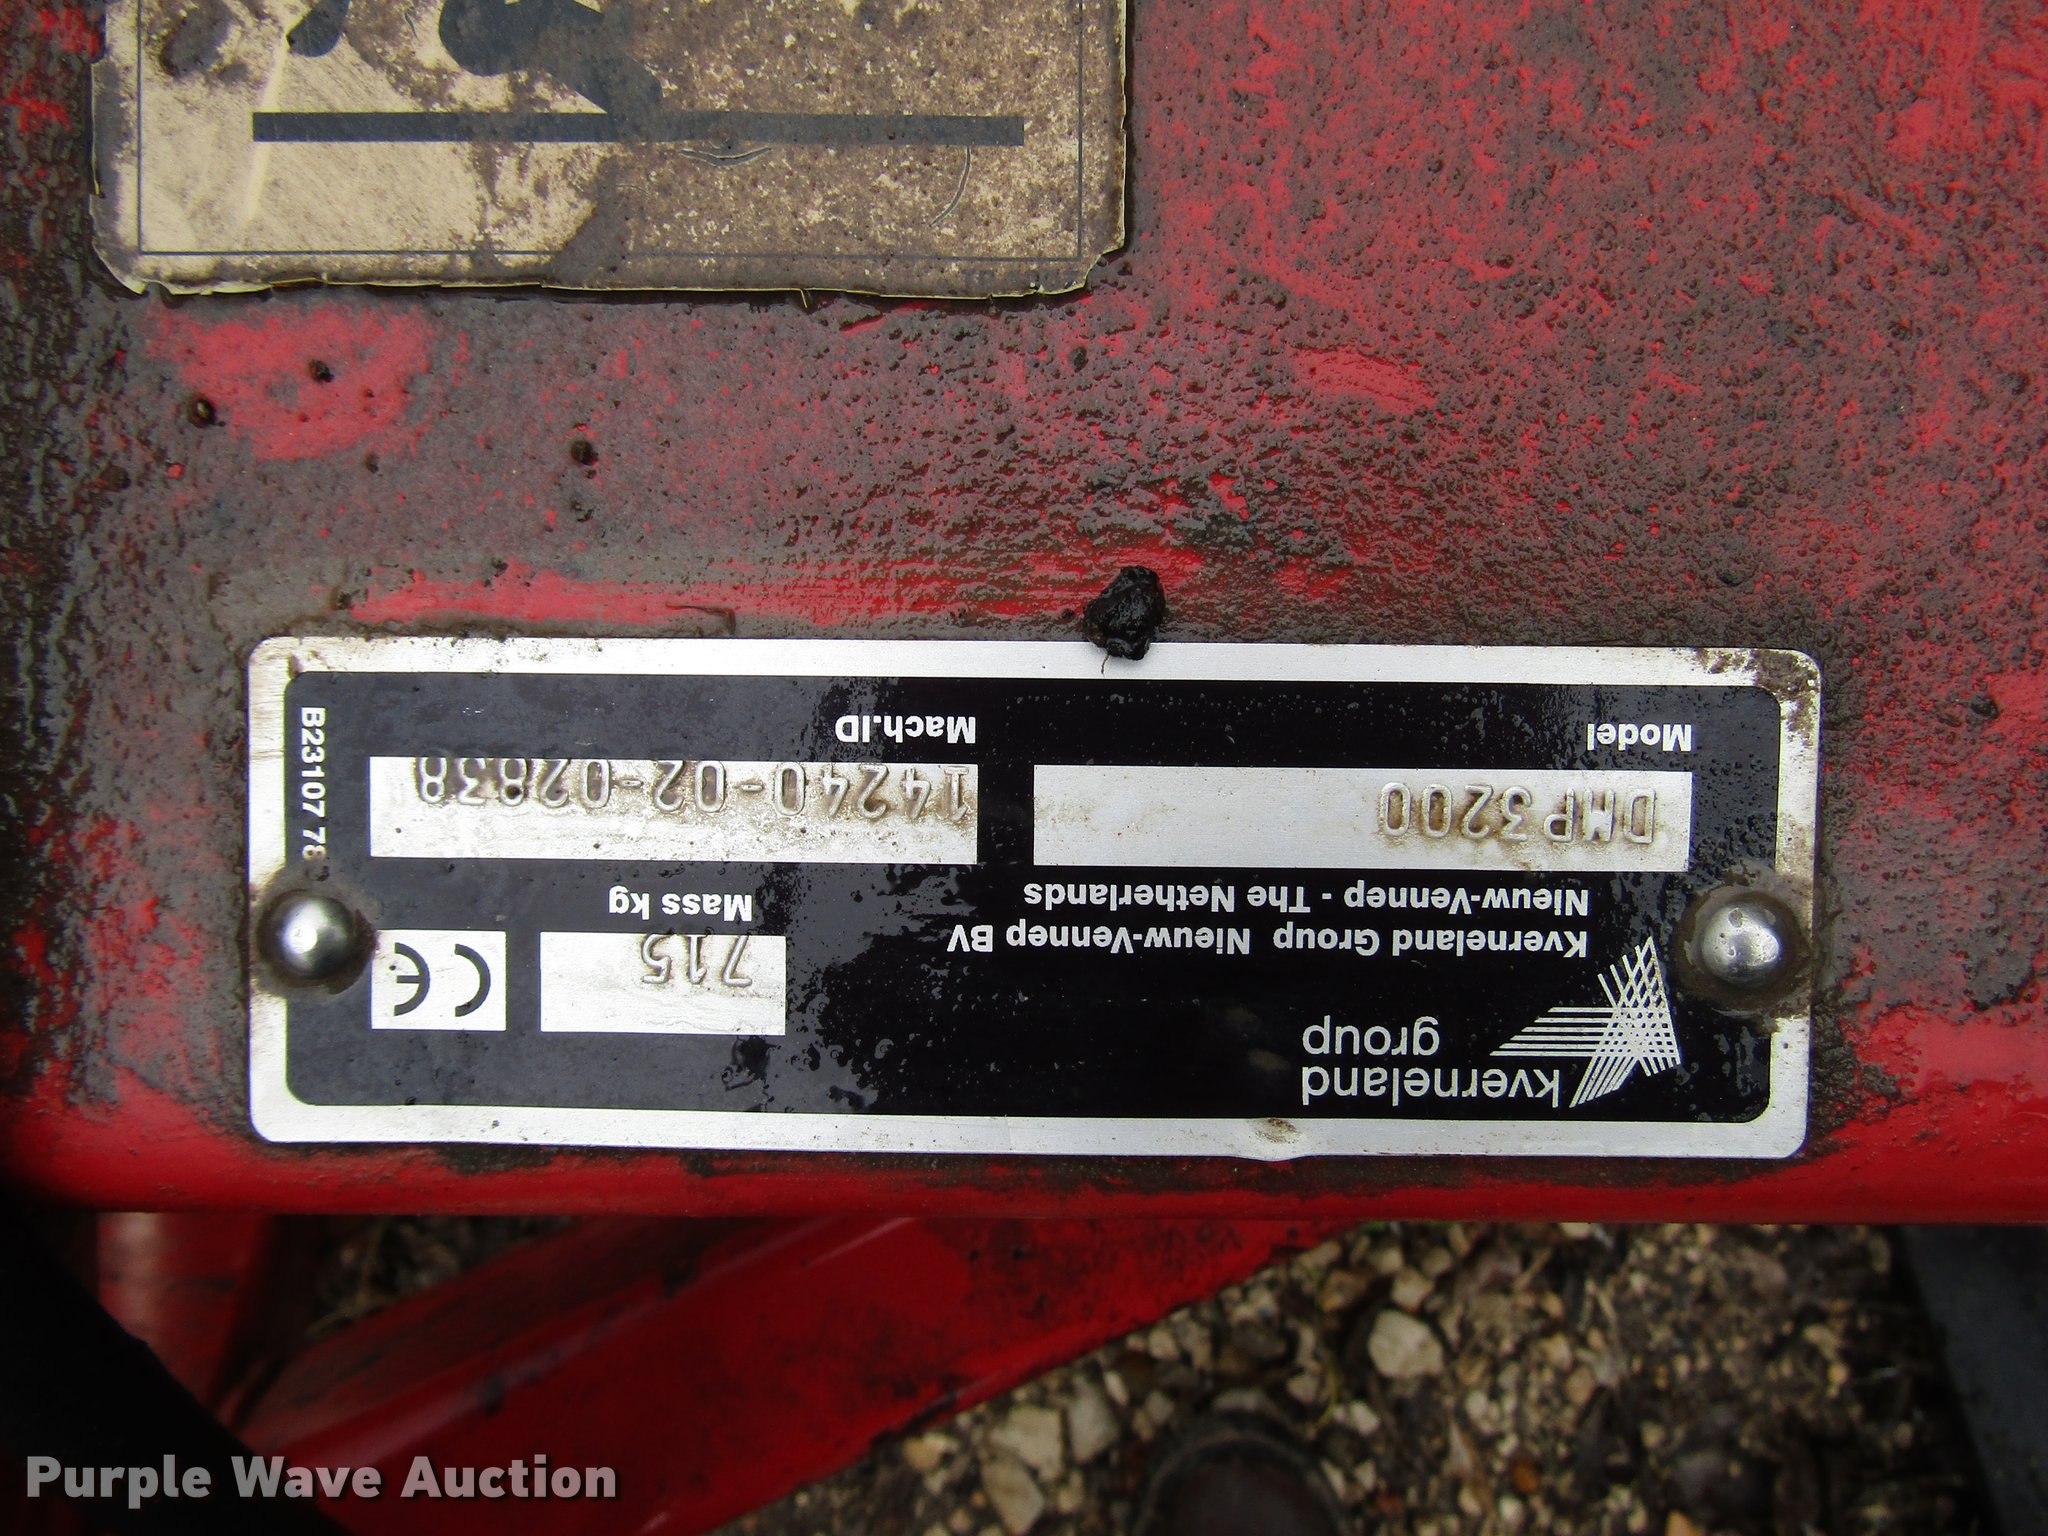 kverneland
group
Kverneland Group Nieuw-Vennep BV
Nieuw-Vennep - The Netherlands
Mass kg
715
CE
Model
DMP3200
Mach.ID
14240-02-02838
B23107 78
Purple Wave Auction